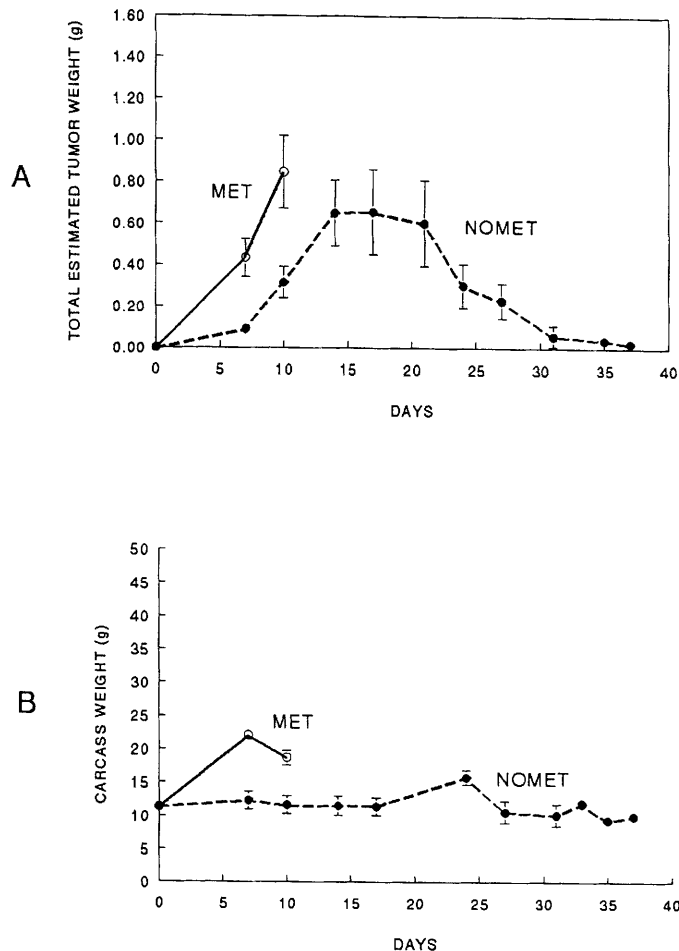 A
TOTAL ESTIMATED TUMOR WEIGHT (g)
1.60
1.40
1.20
1.00
0.80
0.60
0.40
0.20
0.00
MET
NOMET
0 5 10 15 20 25 30 35 40
DAYS
B
CARCASS WEIGHT (g)
50
45
40
35
30
25
20
15
10
5
0
MET
NOMET
0 5 10 15 20 25 30 35 40
DAYS